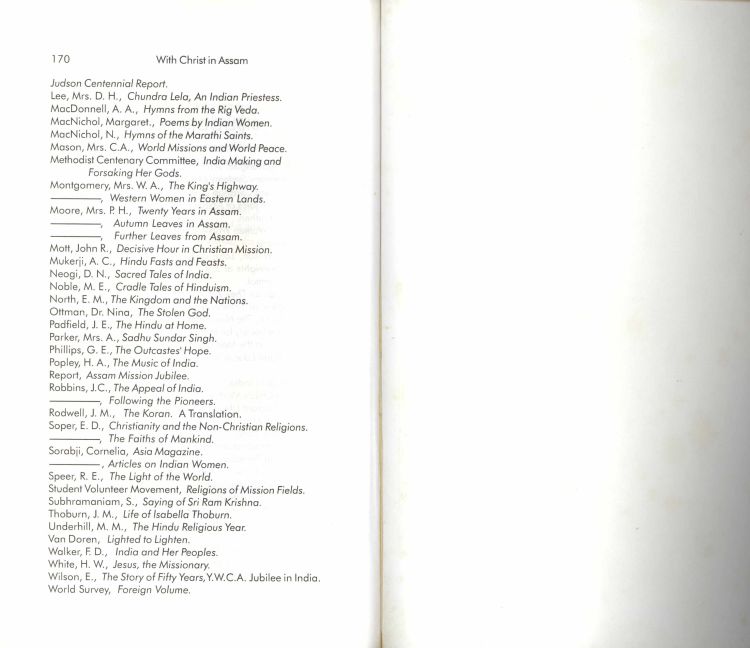 170 With Christ in Assam
Judson Centennial Report.
Lee, Mrs. D. H., Chundra Lela, An Indian Priestess.
MacDonnell, A. A., Hymns from the Rig Veda.
MacNichol, Margaret., Poems by Indian Women.
MacNichol, N., Hymns of the Marathi Saints.
Mason, Mrs. C.A., World Missions and World Peace.
Methodist Centenary Committee, India Making and
Forsaking Her Gods.
Montgomery, Mrs. W. A., The King's Highway.
————, Western Women in Eastern Lands.
Moore, Mrs. P. H., Twenty Years in Assam.
————, Autumn Leaves in Assam.
————, Further Leaves from Assam.
Mott, John R., Decisive Hour in Christian Mission.
Mukerji, A. C., Hindu Fasts and Feasts.
Neogi, D. N., Sacred Tales of India.
Noble, M. E., Cradle Tales of Hinduism.
North, E. M., The Kingdom and the Nations.
Ottman, Dr. Nina, The Stolen God.
Padfield, J. E., The Hindu at Home.
Parker, Mrs. A., Sadhu Sundar Singh.
Phillips, G. E., The Outcastes' Hope.
Popley, H. A., The Music of India.
Report, Assam Mission Jubilee.
Robbins, J.C., The Appeal of India.
————, Following the Pioneers.
Rodwell, J. M., The Koran. A Translation.
Soper, E. D., Christianity and the Non-Christian Religions.
————, The Faiths of Mankind.
Sorabji, Cornelia, Asia Magazine.
————, Articles on Indian Women.
Speer, R. E., The Light of the World.
Student Volunteer Movement, Religions of Mission Fields.
Subhramaniam, S., Saying of Sri Ram Krishna.
Thoburn, J. M., Life of Isabella Thoburn.
Underhill, M. M., The Hindu Religious Year.
Van Doren, Lighted to Lighten.
Walker, F. D., India and Her Peoples.
White, H. W., Jesus, the Missionary.
Wilson, E., The Story of Fifty Years, Y.W.C.A. Jubilee in India.
World Survey, Foreign Volume.